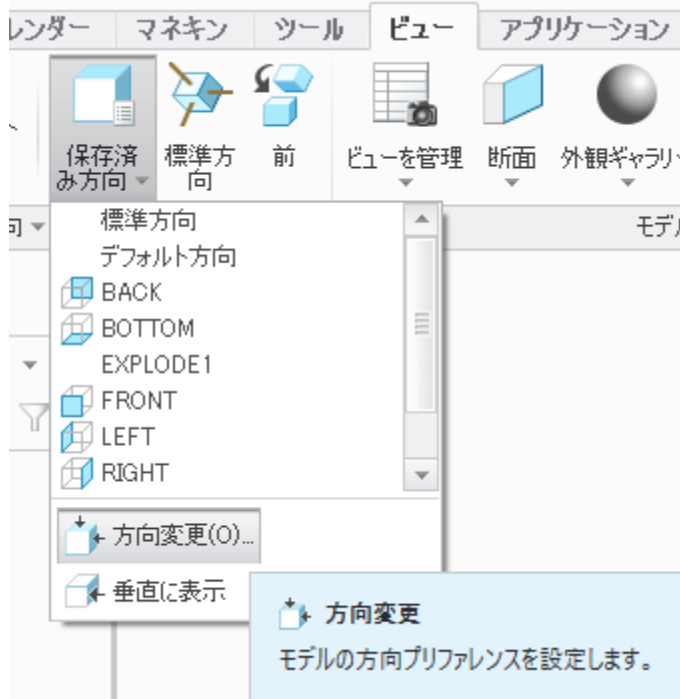 レンダー マネキン ツール ビュー アプリケーション
保存済み方向 標準方向 前 ビューを管理 断面 外観ギャラリ
標準方向
デフォルト方向
BACK
BOTTOM
EXPLODE1
FRONT
LEFT
RIGHT
方向変更(O)...
垂直に表示
方向変更
モデルの方向プリファレンスを設定します。